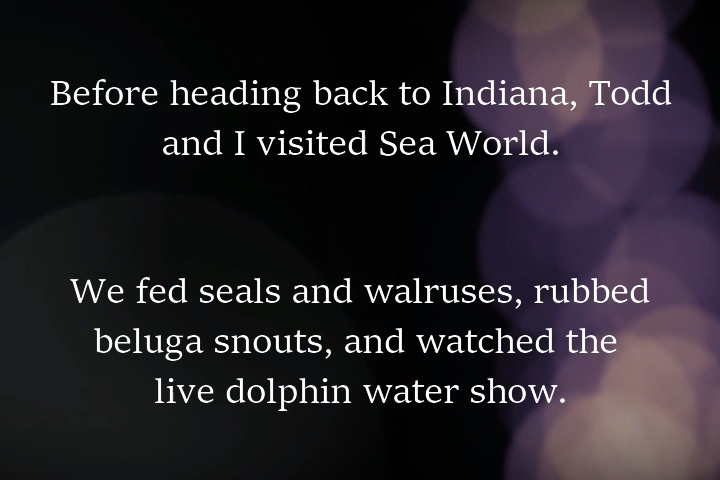 Before heading back to Indiana, Todd
and I visited Sea World.
We fed seals and walruses, rubbed
beluga snouts, and watched the
live dolphin water show.